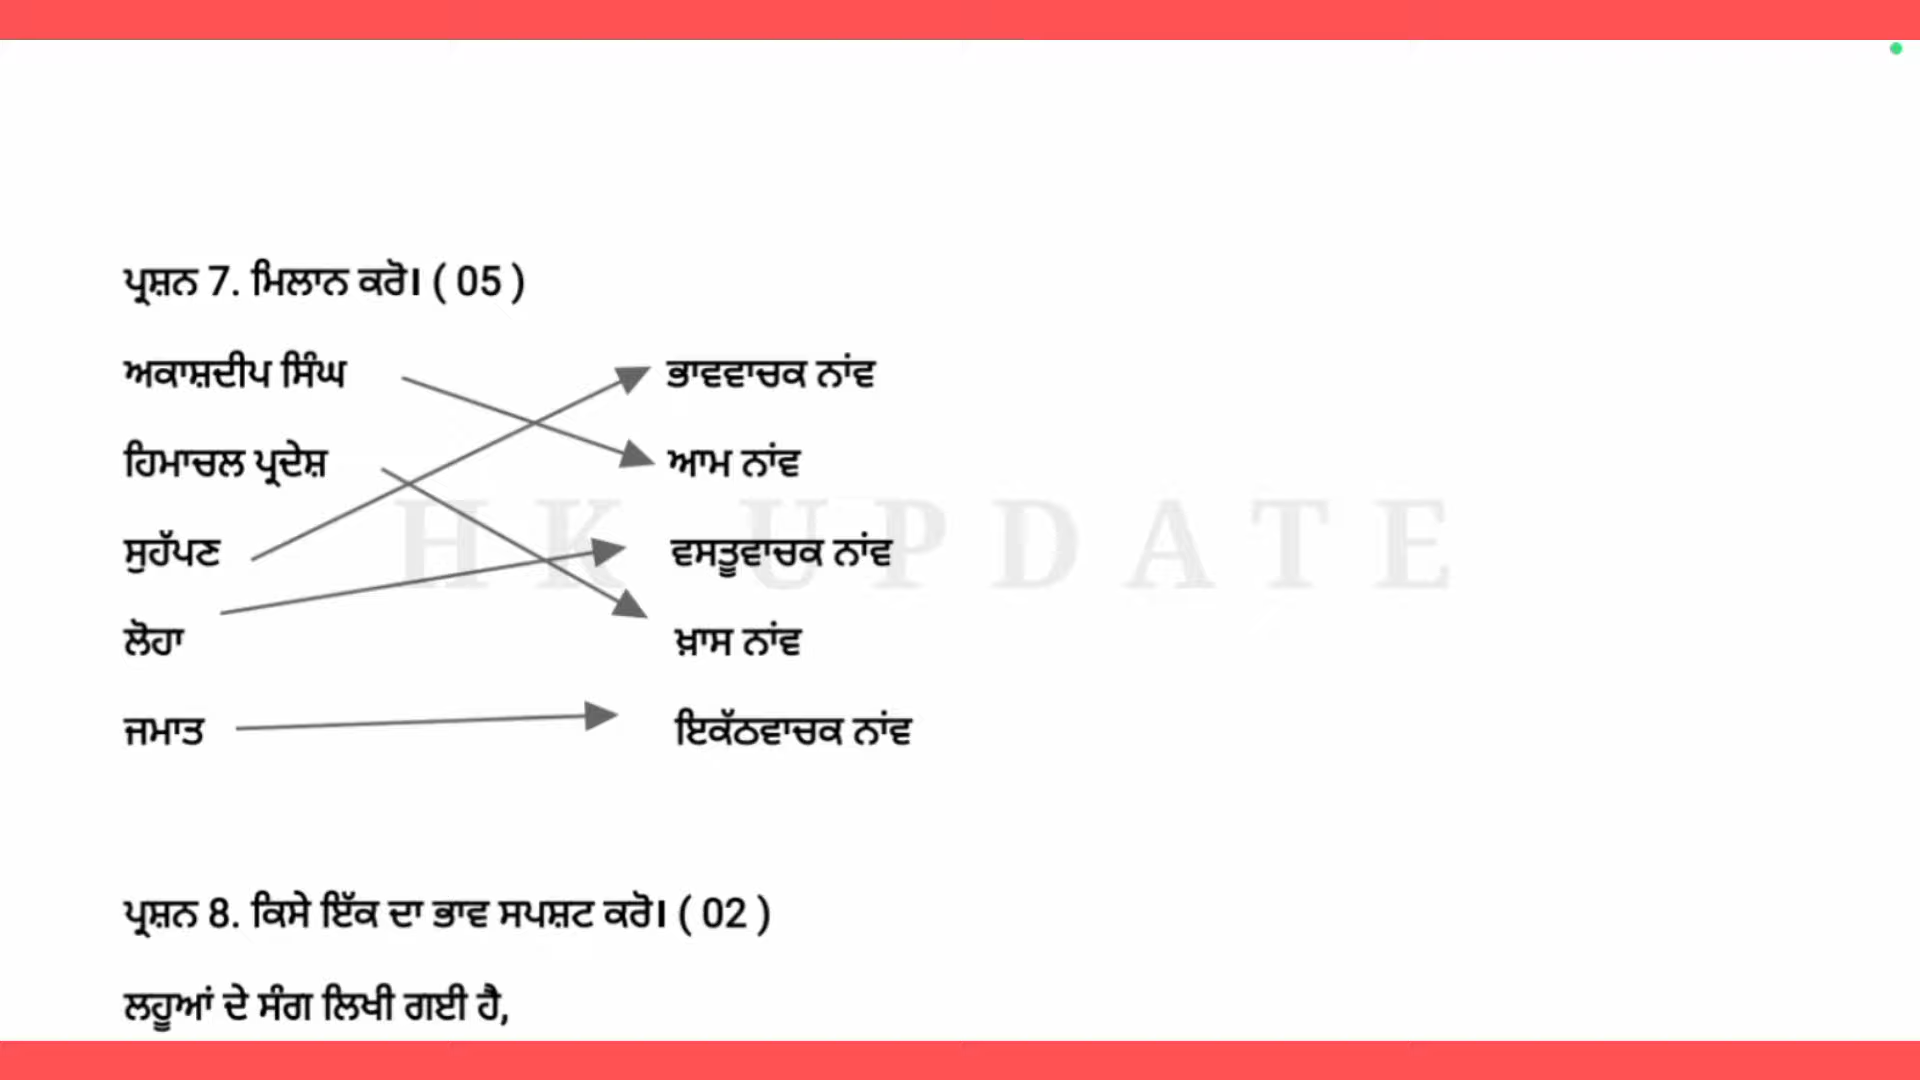 ਪ੍ਰਸ਼ਨ 7. ਮਿਲਾਨ ਕਰੋ। ( 05 )
ਅਕਾਸ਼ਦੀਪ ਸਿੰਘ ਭਾਵਵਾਚਕ ਨਾਂਵ
ਹਿਮਾਚਲ ਪ੍ਰਦੇਸ਼ ਆਮ ਨਾਂਵ
HK UPDATE
ਸੁਹੱਪਣ ਵਸਤੂਵਾਚਕ ਨਾਂਵ
ਲੋਹਾ ਖ਼ਾਸ ਨਾਂਵ
ਜਮਾਤ ਇਕੱਠਵਾਚਕ ਨਾਂਵ
ਪ੍ਰਸ਼ਨ 8. ਕਿਸੇ ਇੱਕ ਦਾ ਭਾਵ ਸਪਸ਼ਟ ਕਰੋ। ( 02 )
ਲਹੂਆਂ ਦੇ ਸੰਗ ਲਿਖੀ ਗਈ ਹੈ,